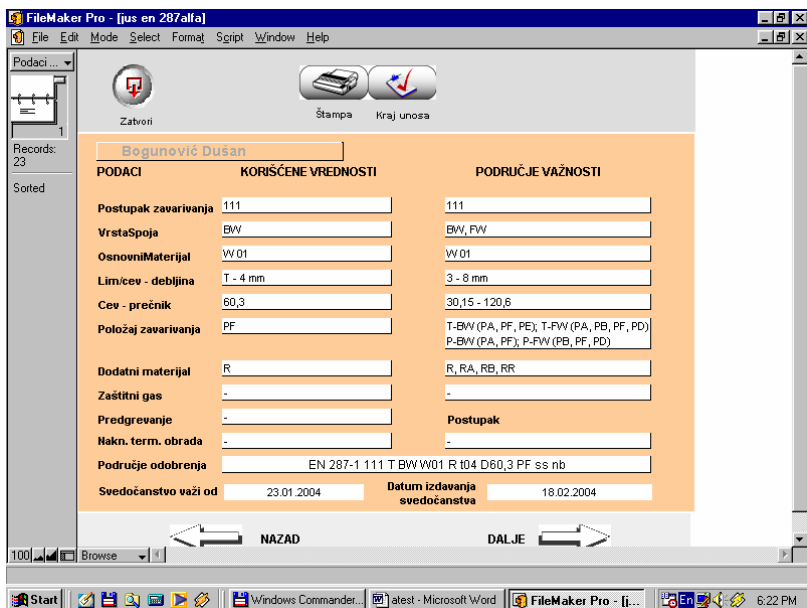 FileMaker Pro - [jus en 287alfa]
File Edit Mode Select Format Script Window Help
Podaci ...
1
Records:
23
Sorted
Zatvori
Štampa
Kraj unosa
Bogunović Dušan
PODACI KORIŠĆENE VREDNOSTI PODRUČJE VAŽNOSTI
Postupak zavarivanja 111 111
VrstaSpoja BW BW, FW
OsnovniMaterijal W 01 W 01
Lim/cev - debljina T - 4 mm 3 - 8 mm
Cev - prečnik 60,3 30,15 - 120,6
Položaj zavarivanja PF T-BW (PA, PF, PE); T-FW (PA, PB, PF, PD)
P-BW (PA, PF); P-FW (PB, PF, PD)
Dodatni materijal R R, RA, RB, RR
Zaštitni gas - -
Predgrevanje - Postupak
Nakn. term. obrada - -
Područje odobrenja EN 287-1 111 T BW W01 R t04 D60,3 PF ss nb
Svedočanstvo važi od 23.01.2004 Datum izdavanja
svedočanstva 18.02.2004
NAZAD DALJE
100 Browse
Start Windows Commander... atest - Microsoft Word FileMaker Pro - [j... En 6:22 PM